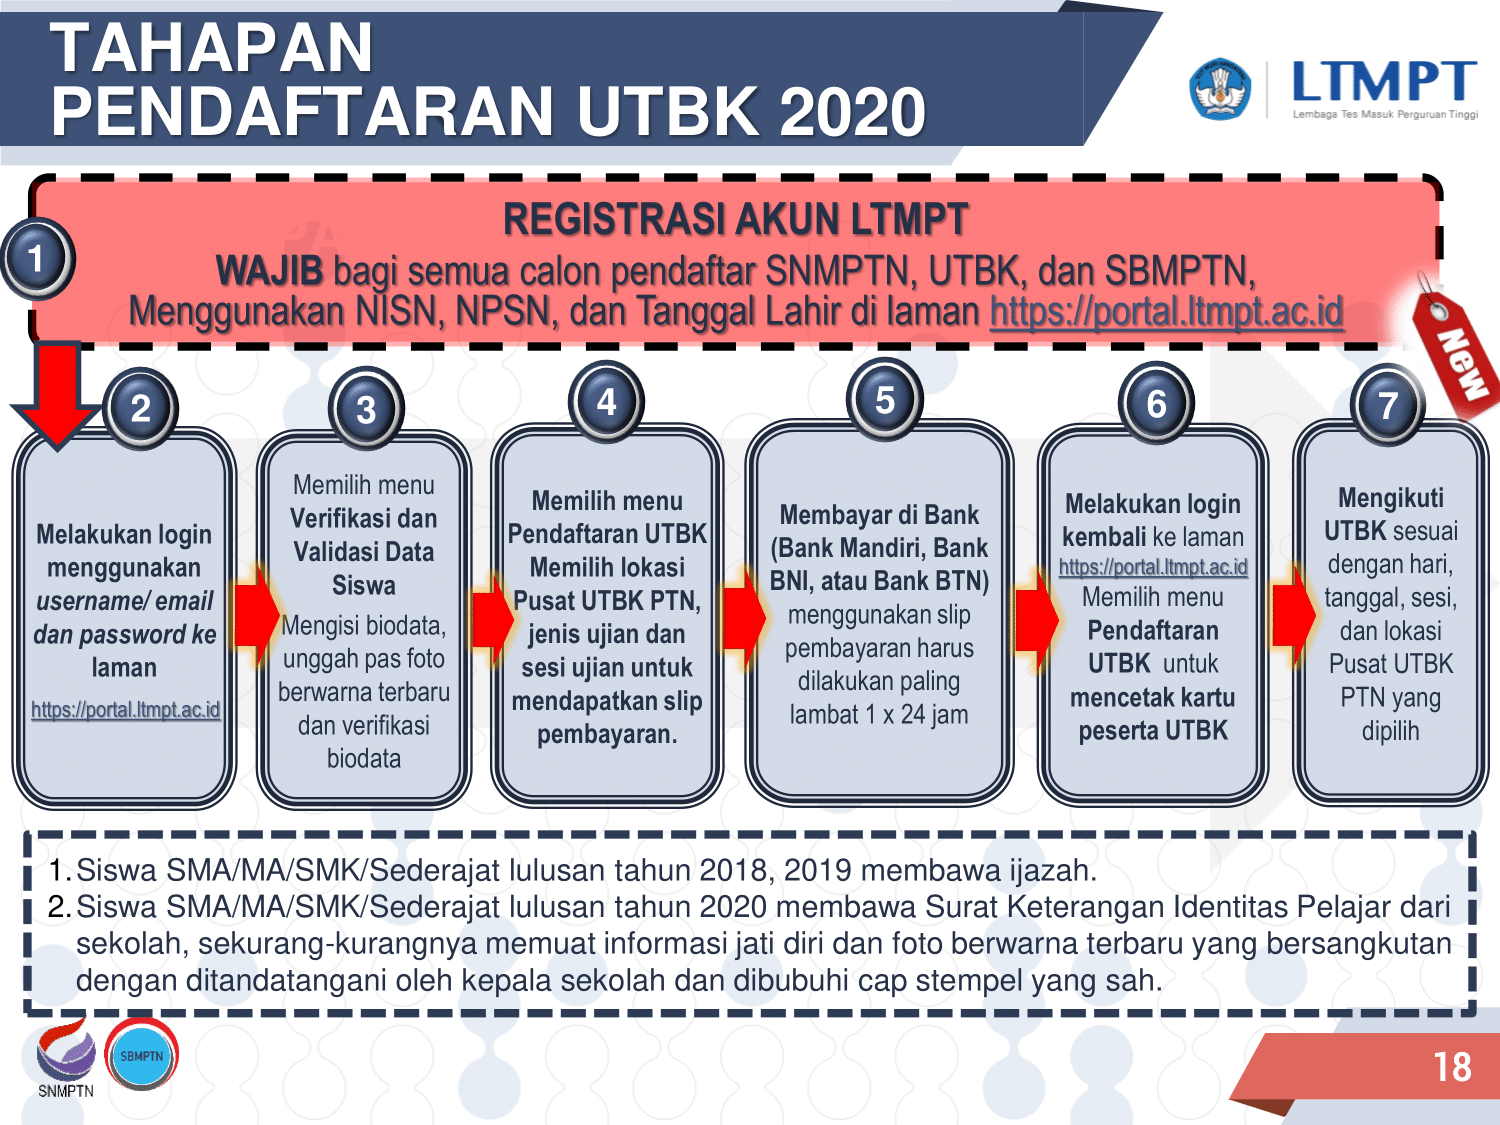 TAHAPAN
PENDAFTARAN UTBK 2020
LTMPT
Lembaga Tes Masuk Perguruan Tinggi
1
REGISTRASI AKUN LTMPT
WAJIB bagi semua calon pendaftar SNMPTN, UTBK, dan SBMPTN,
Menggunakan NISN, NPSN, dan Tanggal Lahir di laman https://portal.ltmpt.ac.id
New
2
Melakukan login
menggunakan
username/ email
dan password ke
laman
https://portal.ltmpt.ac.id
3
Memilih menu
Verifikasi dan
Validasi Data
Siswa
Mengisi biodata,
unggah pas foto
berwarna terbaru
dan verifikasi
biodata
4
Memilih menu
Pendaftaran UTBK
Memilih lokasi
Pusat UTBK PTN,
jenis ujian dan
sesi ujian untuk
mendapatkan slip
pembayaran.
5
Membayar di Bank
(Bank Mandiri, Bank
BNI, atau Bank BTN)
menggunakan slip
pembayaran harus
dilakukan paling
lambat 1 x 24 jam
6
Melakukan login
kembali ke laman
https://portal.ltmpt.ac.id
Memilih menu
Pendaftaran
UTBK untuk
mencetak kartu
peserta UTBK
7
Mengikuti
UTBK sesuai
dengan hari,
tanggal, sesi,
dan lokasi
Pusat UTBK
PTN yang
dipilih
1. Siswa SMA/MA/SMK/Sederajat lulusan tahun 2018, 2019 membawa ijazah.
2. Siswa SMA/MA/SMK/Sederajat lulusan tahun 2020 membawa Surat Keterangan Identitas Pelajar dari
sekolah, sekurang-kurangnya memuat informasi jati diri dan foto berwarna terbaru yang bersangkutan
dengan ditandatangani oleh kepala sekolah dan dibubuhi cap stempel yang sah.
SNMPTN
SBMPTN
18